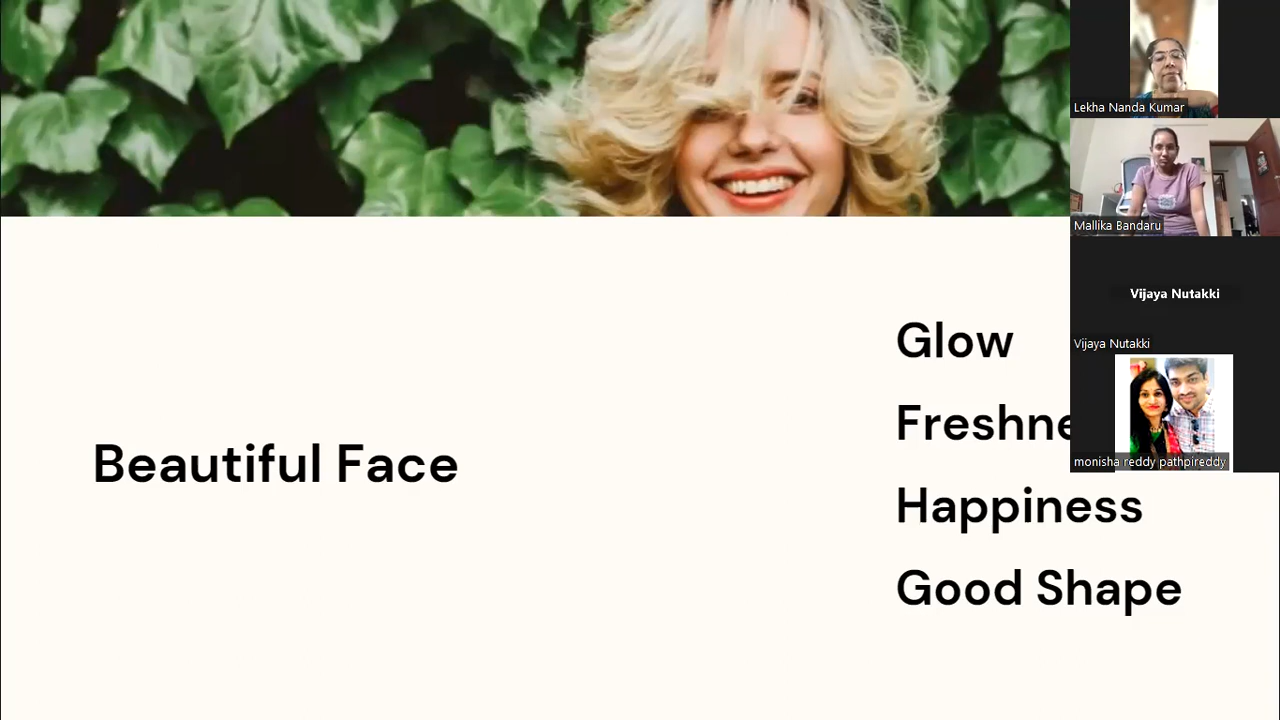 Beautiful Face
Glow
Freshne
Happiness
Good Shape
Lekha Nanda Kumar
Mallika Bandaru
Vijaya Nutakki
Vijaya Nutakki
monisha reddy pathpireddy